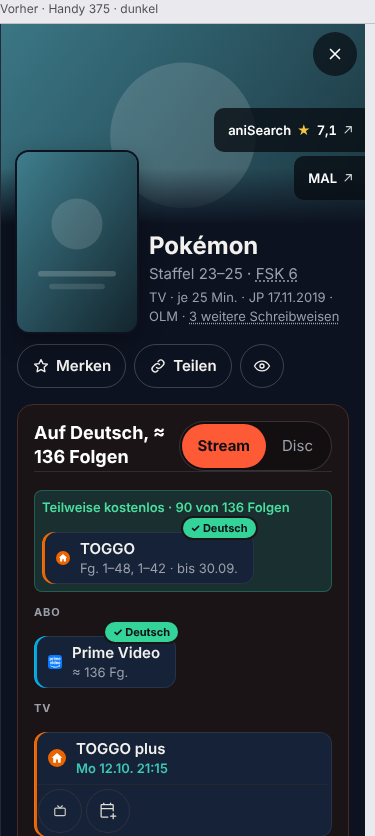 Vorher · Handy 375 · dunkel
aniSearch ★ 7,1 ↗
MAL ↗
Pokémon
Staffel 23–25 · FSK 6
TV · je 25 Min. · JP 17.11.2019 ·
OLM · 3 weitere Schreibweisen
Merken
Teilen
Auf Deutsch, ≈
136 Folgen
Stream
Disc
Teilweise kostenlos · 90 von 136 Folgen
✓ Deutsch
TOGGO
Fg. 1–48, 1–42 · bis 30.09.
ABO
✓ Deutsch
prime video
Prime Video
≈ 136 Fg.
TV
TOGGO plus
Mo 12.10. 21:15